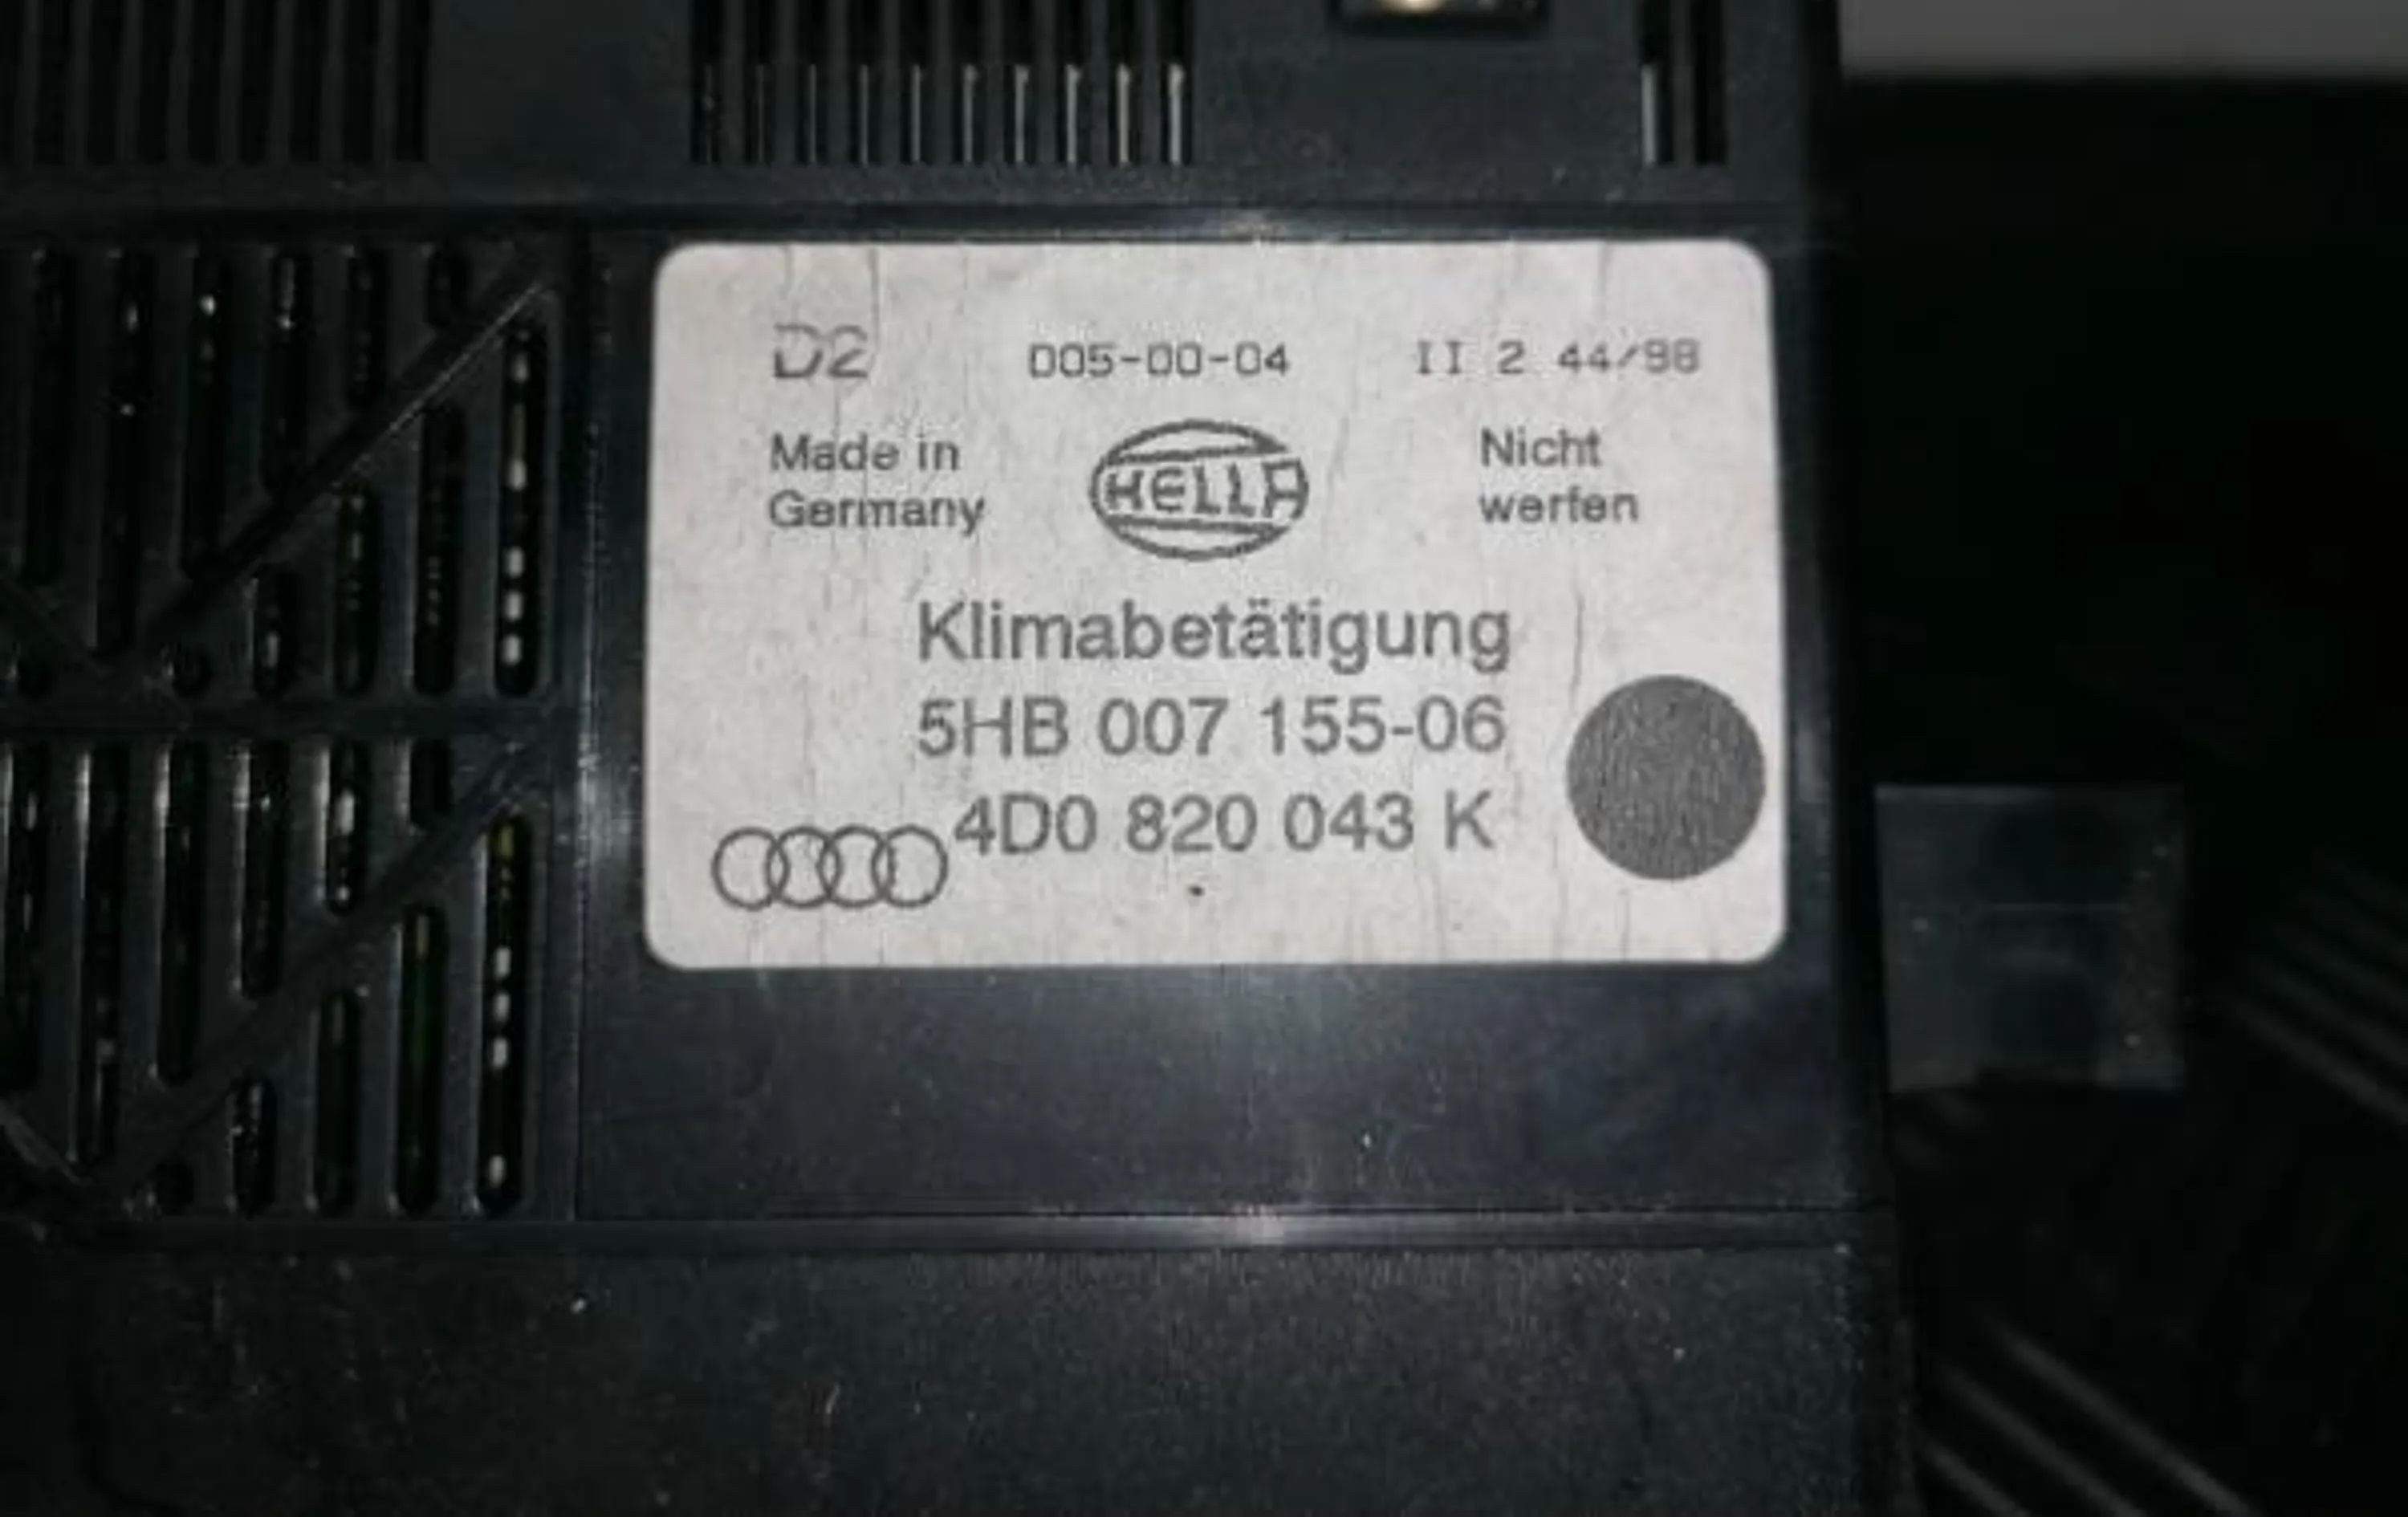 D2 005-00-04 II 2 44/98
Made in
Germany
HELLA
Nicht
werfen
Klimabetätigung
5HB 007 155-06
4D0 820 043 K